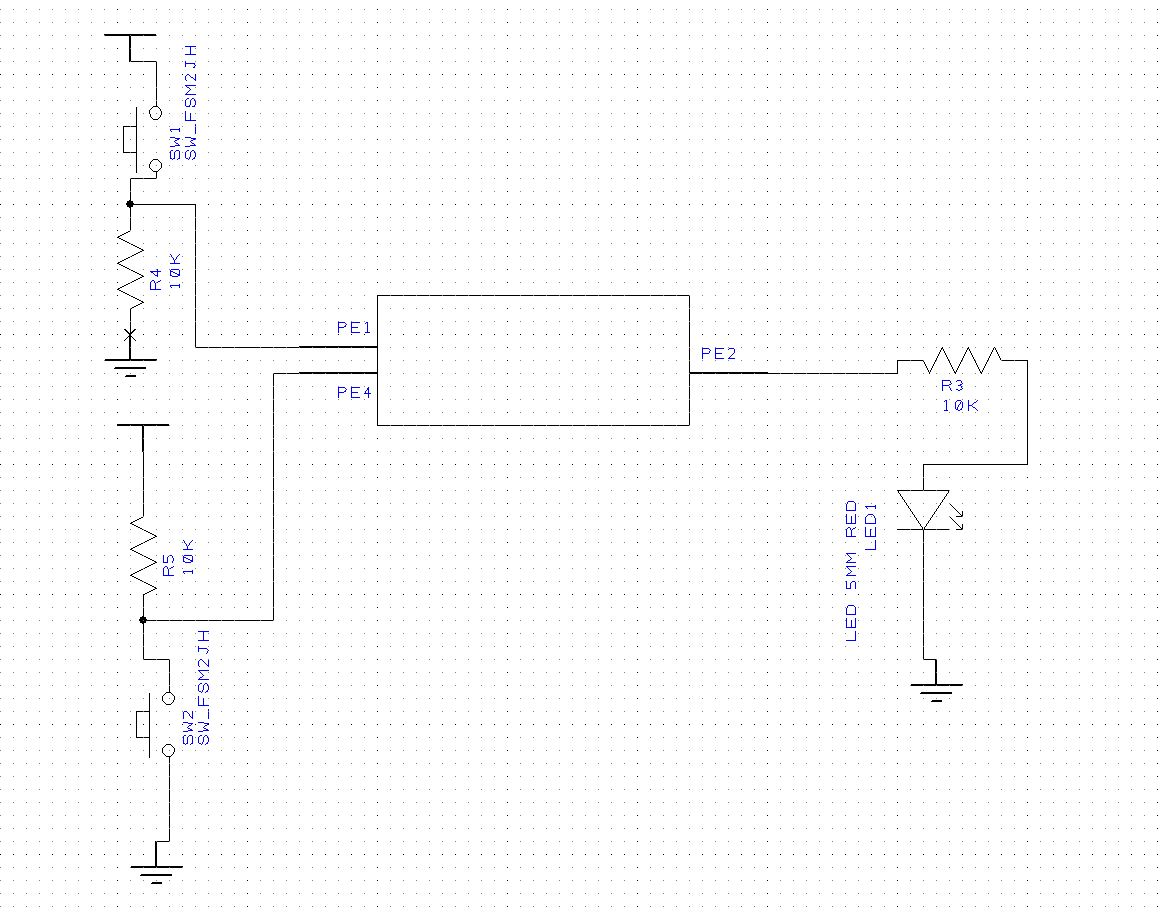 SW1
SW_FSM2JH
R4
10K
PE1
PE4
PE2
R3
10K
R5
10K
LED 5MM RED
LED1
SW2
SW_FSM2JH